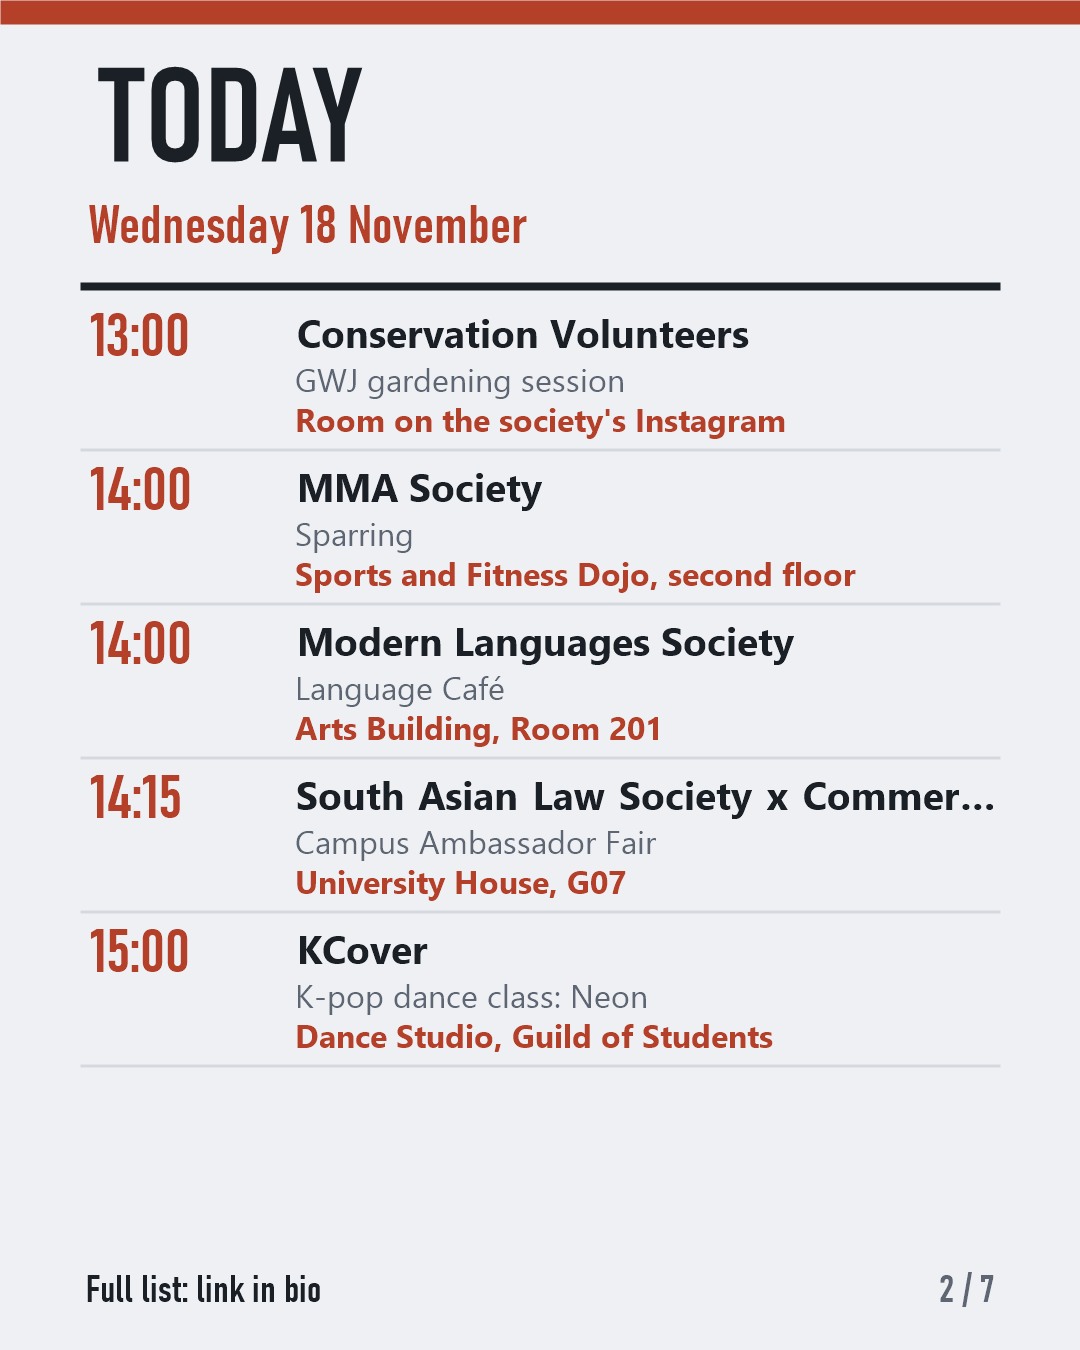 TODAY
Wednesday 18 November
13:00
Conservation Volunteers
GWJ gardening session
Room on the society's Instagram
14:00
MMA Society
Sparring
Sports and Fitness Dojo, second floor
14:00
Modern Languages Society
Language Café
Arts Building, Room 201
14:15
South Asian Law Society x Commer...
Campus Ambassador Fair
University House, G07
15:00
KCover
K-pop dance class: Neon
Dance Studio, Guild of Students
Full list: link in bio
2 / 7